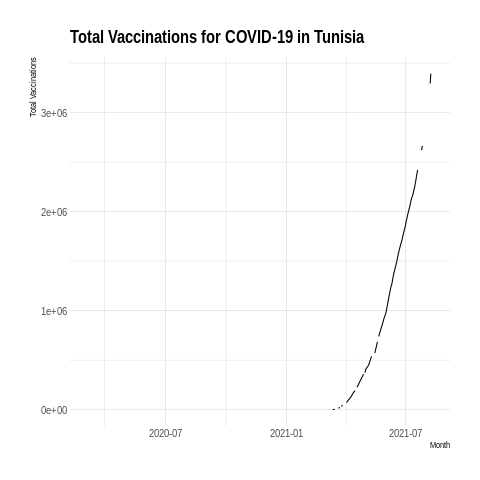 Total Vaccinations for COVID-19 in Tunisia
Total Vaccinations
3e+06
2e+06
1e+06
0e+00
2020-07 2021-01 2021-07
Month